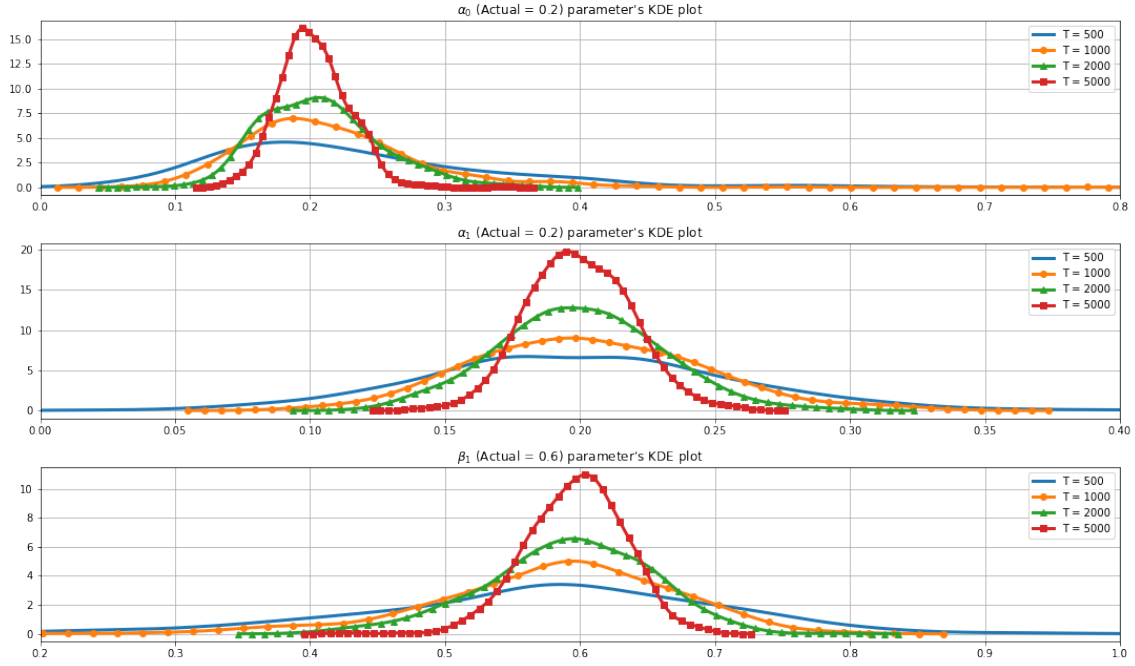 α₀ (Actual = 0.2) parameter's KDE plot
15.0
12.5
10.0
7.5
5.0
2.5
0.0
T = 500
T = 1000
T = 2000
T = 5000
0.0 0.1 0.2 0.3 0.4 0.5 0.6 0.7 0.8
α₁ (Actual = 0.2) parameter's KDE plot
20
15
10
5
0
T = 500
T = 1000
T = 2000
T = 5000
0.00 0.05 0.10 0.15 0.20 0.25 0.30 0.35 0.40
β₁ (Actual = 0.6) parameter's KDE plot
10
8
6
4
2
0
T = 500
T = 1000
T = 2000
T = 5000
0.2 0.3 0.4 0.5 0.6 0.7 0.8 0.9 1.0